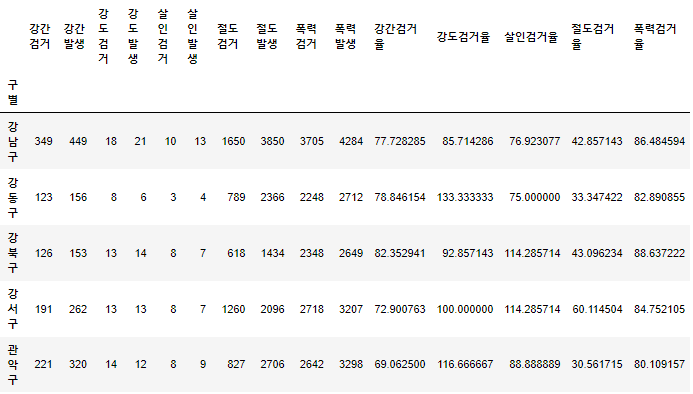 강간검거 강간발생 강도검거 강도발생 살인검거 살인발생 절도검거 절도발생 폭력검거 폭력발생 강간검거율 강도검거율 살인검거율 절도검거율 폭력검거율
구별
강남구 349 449 18 21 10 13 1650 3850 3705 4284 77.728285 85.714286 76.923077 42.857143 86.484594
강동구 123 156 8 6 3 4 789 2366 2248 2712 78.846154 133.333333 75.000000 33.347422 82.890855
강북구 126 153 13 14 8 7 618 1434 2348 2649 82.352941 92.857143 114.285714 43.096234 88.637222
강서구 191 262 13 13 8 7 1260 2096 2718 3207 72.900763 100.000000 114.285714 60.114504 84.752105
관악구 221 320 14 12 8 9 827 2706 2642 3298 69.062500 116.666667 88.888889 30.561715 80.109157